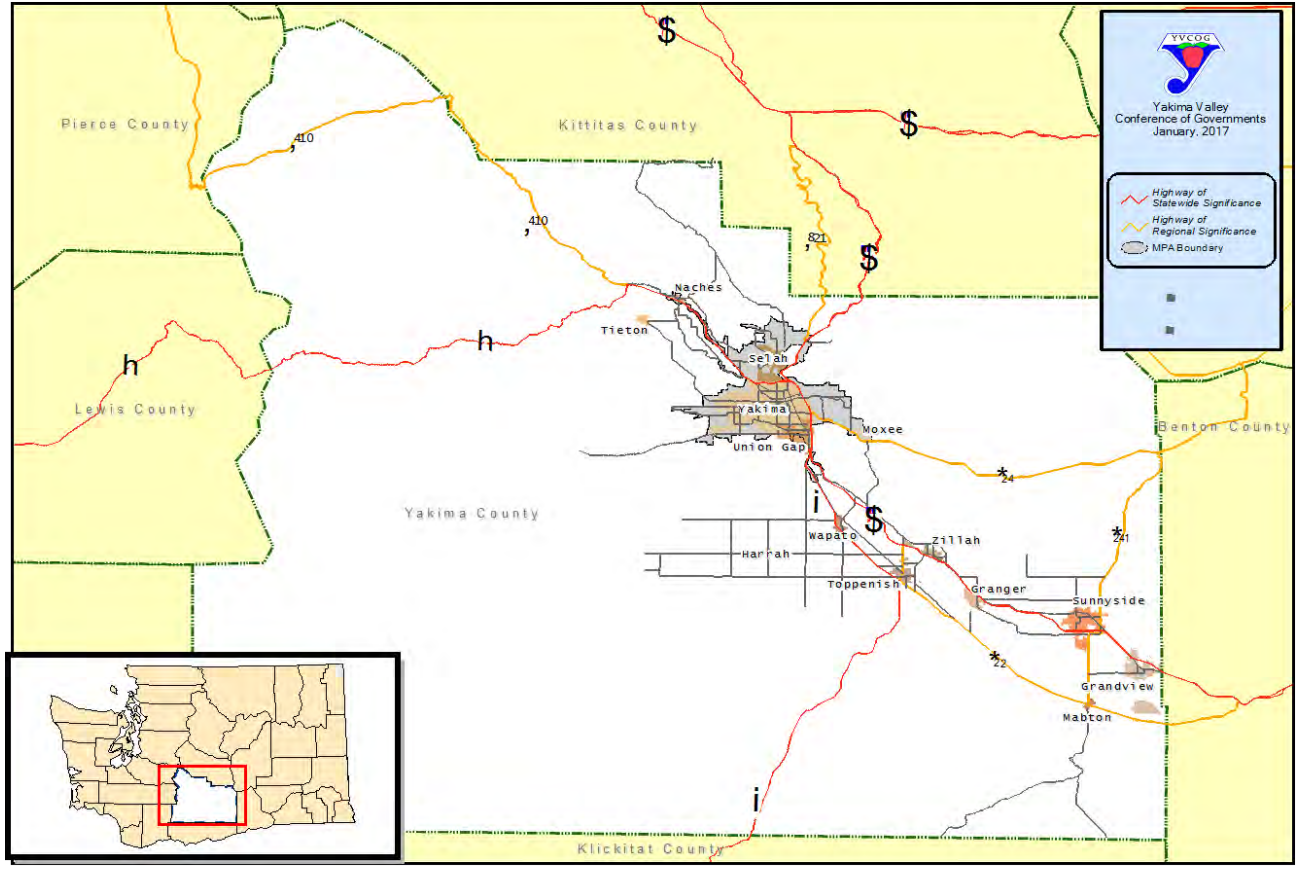 $
YVCOG
Yakima Valley
Conference of Governments
January, 2017
Pierce County
Kittitas County
$
,410
Highway of
Statewide Significance
Highway of
Regional Significance
MPA Boundary
,410
,821
$
Naches
Tieton
h
Selah
h
Lewis County
Yakima
Moxee
Benton County
Union Gap
*24
i
Yakima County
$
Wapato
*241
Zillah
Harrah
Toppenish
Granger
Sunnyside
*22
Grandview
Mabton
i
Klickitat County